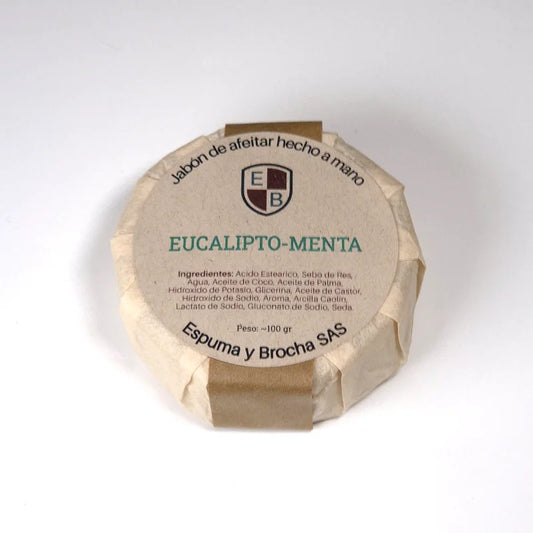 Jabón de afeitar hecho a mano
E
B
EUCALIPTO-MENTA
Ingredientes: Acido Estearico, Sebo de Res,
Agua, Aceite de Coco, Aceite de Palma,
Hidroxido de Potasio, Glicerina, Aceite de Castor,
Hidroxido de Sodio, Aroma, Arcilla Caolin,
Lactato de Sodio, Gluconato de Sodio, Seda.
Peso: ~100 gr
Espuma y Brocha SAS